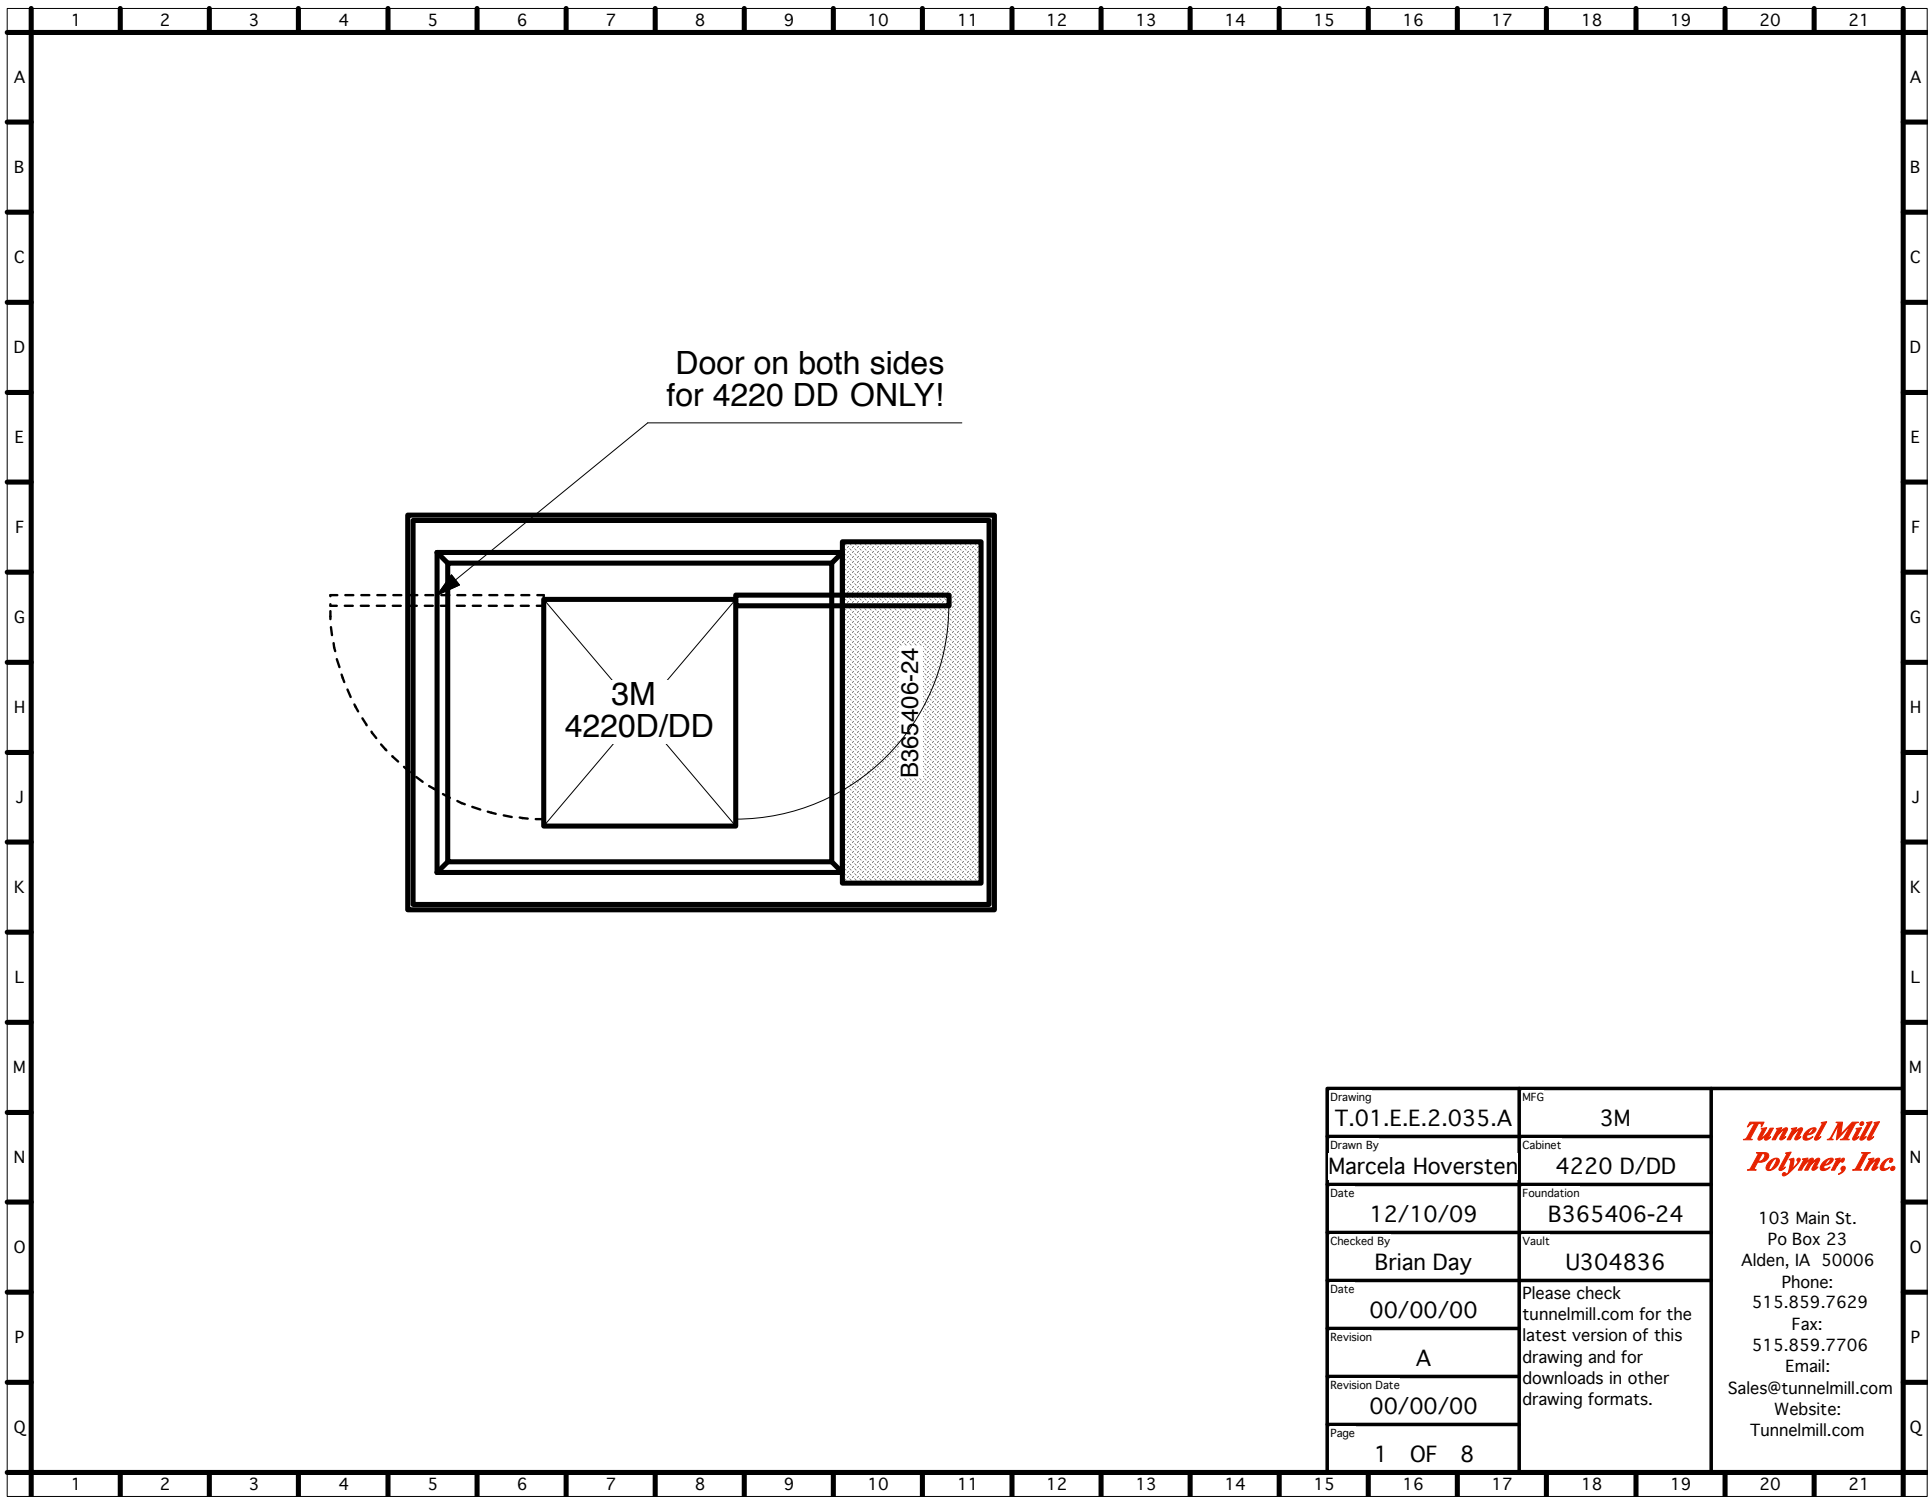 1 2 3 4 5 6 7 8 9 10 11 12 13 14 15 16 17 18 19 20 21
A A
B B
C C
D D
Door on both sides
for 4220 DD ONLY!
E E
F F
G G
3M
4220D/DD
B365406-24
H H
J J
K K
L L
M M
N N
O O
P P
Q Q
Drawing
T.01.E.E.2.035.A
MFG
3M
Drawn By
Marcela Hoversten
Cabinet
4220 D/DD
Date
12/10/09
Foundation
B365406-24
Checked By
Brian Day
Vault
U304836
Date
00/00/00
Revision
A
Revision Date
00/00/00
Page
1 OF 8
Please check
tunnelmill.com for the
latest version of this
drawing and for
downloads in other
drawing formats.
Tunnel Mill
Polymer, Inc.
103 Main St.
Po Box 23
Alden, IA 50006
Phone:
515.859.7629
Fax:
515.859.7706
Email:
Sales@tunnelmill.com
Website:
Tunnelmill.com
1 2 3 4 5 6 7 8 9 10 11 12 13 14 15 16 17 18 19 20 21